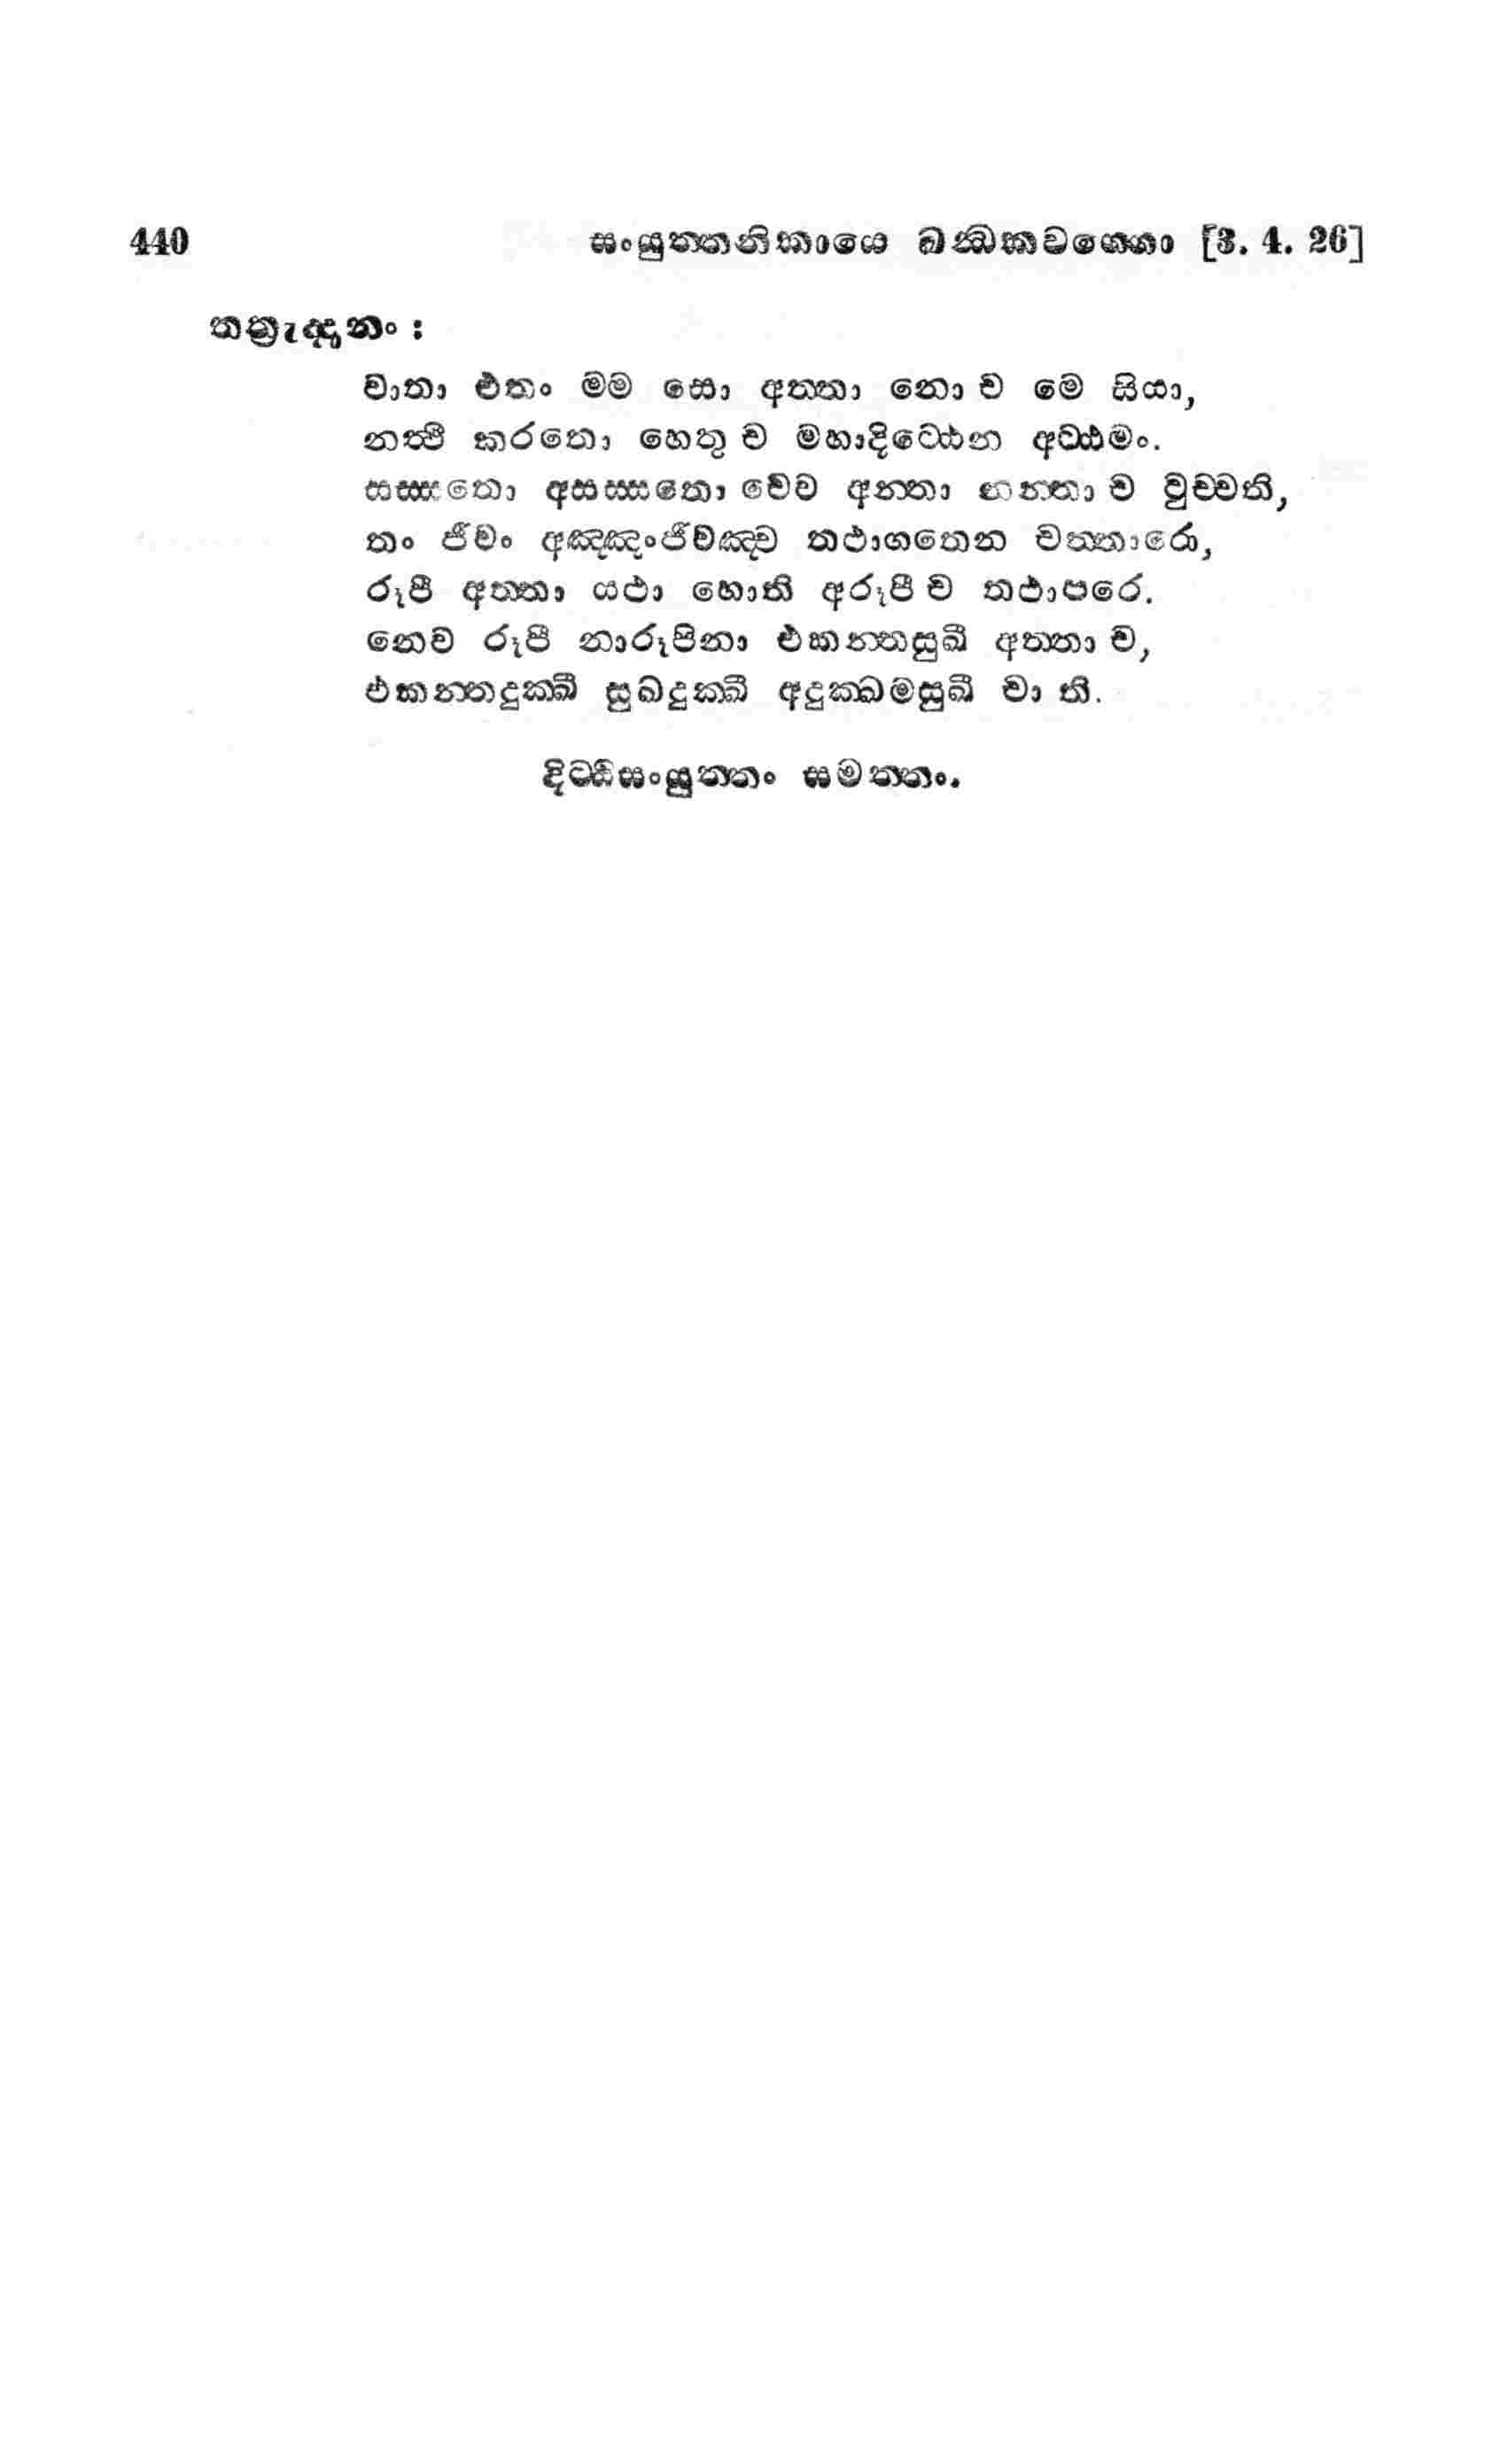 440 සංයුත‍්තනිකායෙ ඛන්‍ධකවග‍්ගො [3. 4. 26]
තත්‍රැද‍්දානං :
වාතා එතං මම සො අත‍්තා නො ච මෙ සියා,
නත්‍ථි කරතො හෙතු ච මහාදිට‍්ඨෙන අට‍්ඨමං.
සස‍්සතො අසස‍්සතො චෙව අන‍්තා නන‍්තා ච වුච‍්චති,
තං ජීවං අඤ‍්ඤංජීවඤ‍්ච තථාගතෙන චත‍්තාරො,
රූපී අත‍්තා යථා හොති අරූපී ච තථාපරෙ.
නෙව රූපී නාරූපිනා එකන‍්තසුඛී අත‍්තා ච,
එකන‍්තදුක‍්ඛී සුඛදුක‍්ඛී අදුක‍්ඛමසුඛී චා ති.
දිට‍්ඨිසංයුත‍්තං සමත‍්තං.